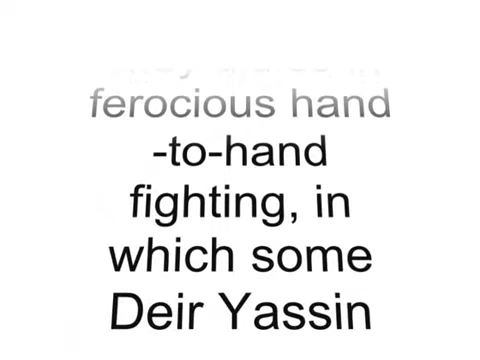 ferocious hand
-to-hand
fighting, in
which some
Deir Yassin